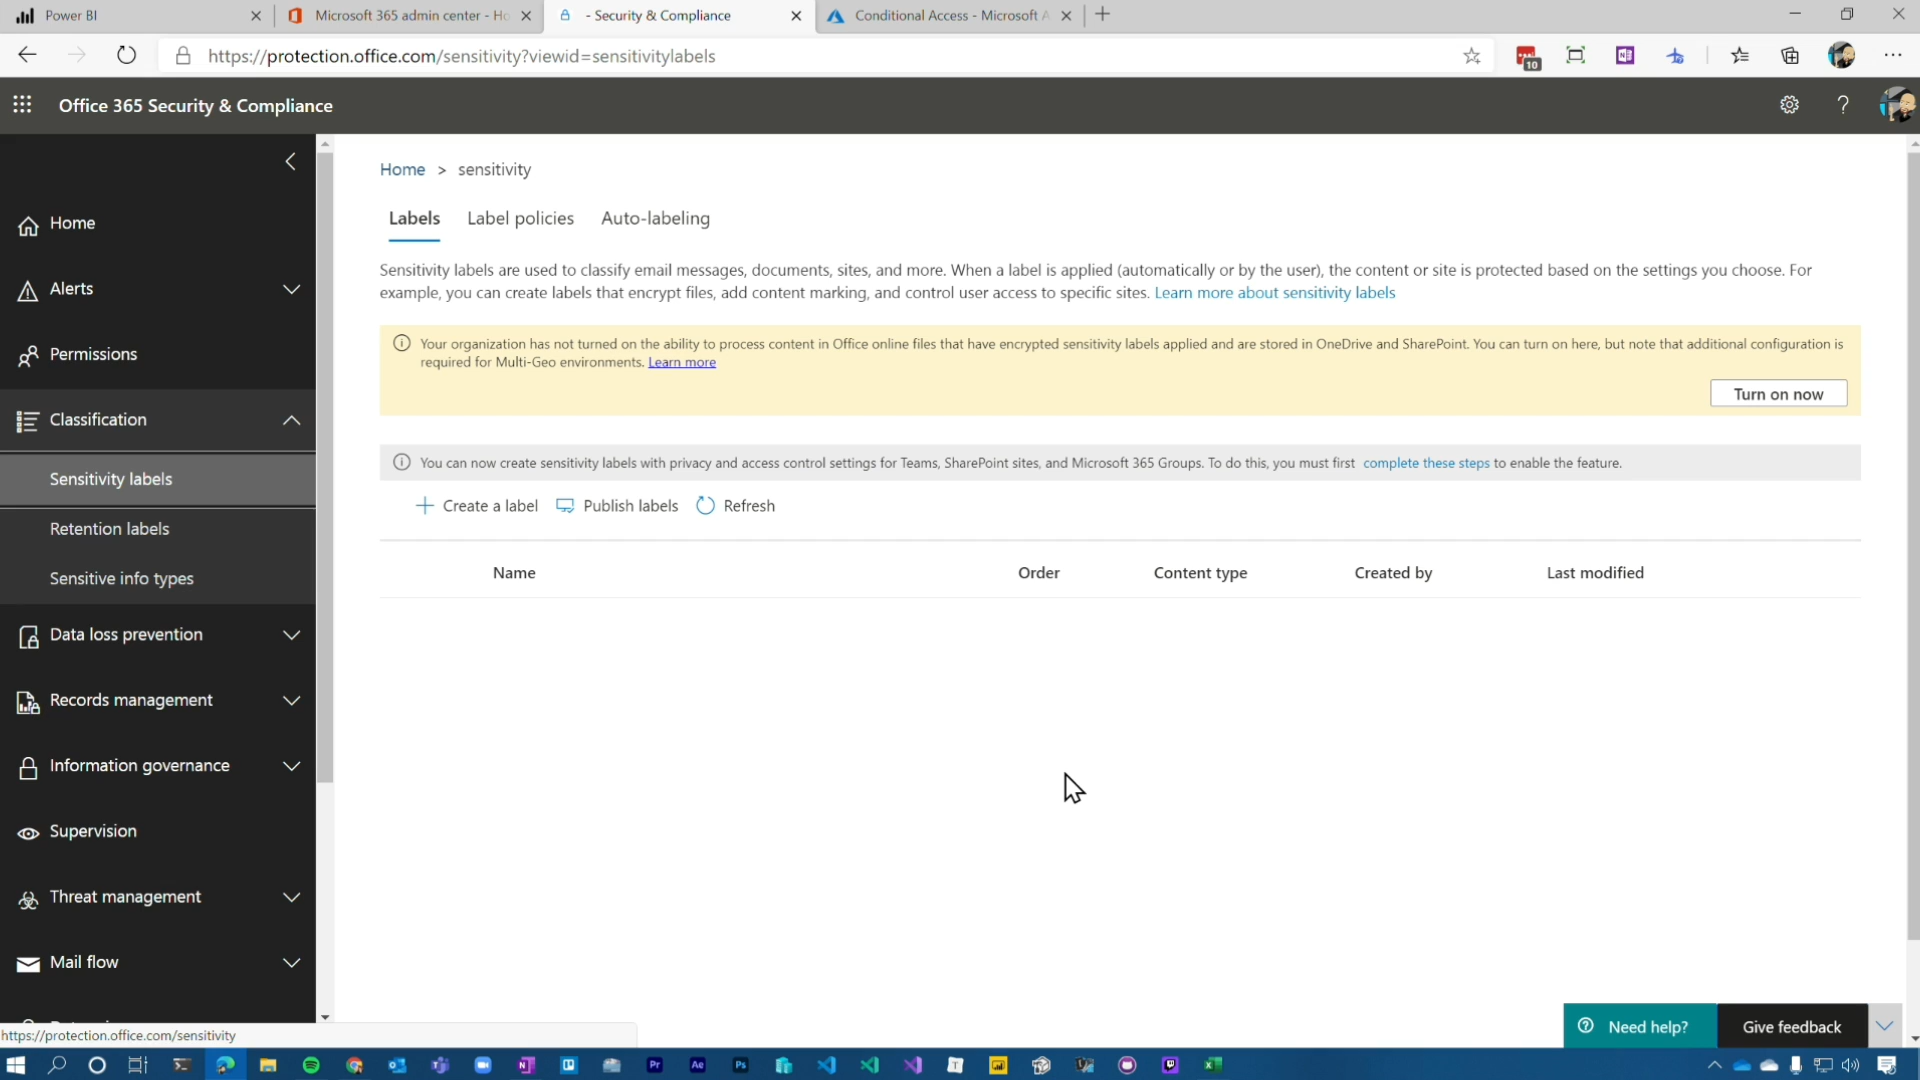 Power BI
Microsoft 365 admin center - Ho
- Security & Compliance
Conditional Access - Microsoft A
https://protection.office.com/sensitivity?viewid=sensitivitylabels
10
Office 365 Security & Compliance
?
Home > sensitivity
Labels Label policies Auto-labeling
Sensitivity labels are used to classify email messages, documents, sites, and more. When a label is applied (automatically or by the user), the content or site is protected based on the settings you choose. For
example, you can create labels that encrypt files, add content marking, and control user access to specific sites. Learn more about sensitivity labels
Your organization has not turned on the ability to process content in Office online files that have encrypted sensitivity labels applied and are stored in OneDrive and SharePoint. You can turn on here, but note that additional configuration is
required for Multi-Geo environments. Learn more
Turn on now
You can now create sensitivity labels with privacy and access control settings for Teams, SharePoint sites, and Microsoft 365 Groups. To do this, you must first complete these steps to enable the feature.
Create a label Publish labels Refresh
Name Order Content type Created by Last modified
Home
Alerts
Permissions
Classification
Sensitivity labels
Retention labels
Sensitive info types
Data loss prevention
Records management
Information governance
Supervision
Threat management
Mail flow
https://protection.office.com/sensitivity
Need help?
Give feedback
Pr
Ae
Ps